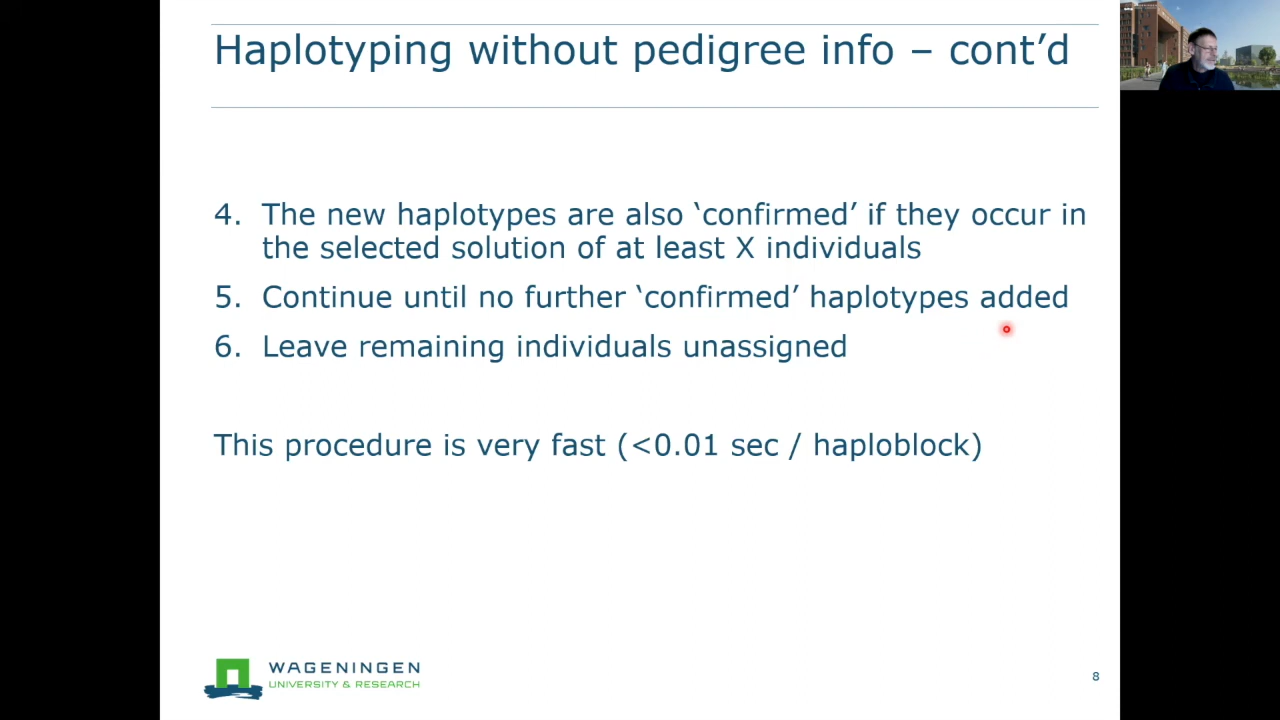 Haplotyping without pedigree info – cont’d
4. The new haplotypes are also ‘confirmed’ if they occur in
the selected solution of at least X individuals
5. Continue until no further ‘confirmed’ haplotypes added
6. Leave remaining individuals unassigned
This procedure is very fast (<0.01 sec / haploblock)
WAGENINGEN
UNIVERSITY & RESEARCH
8